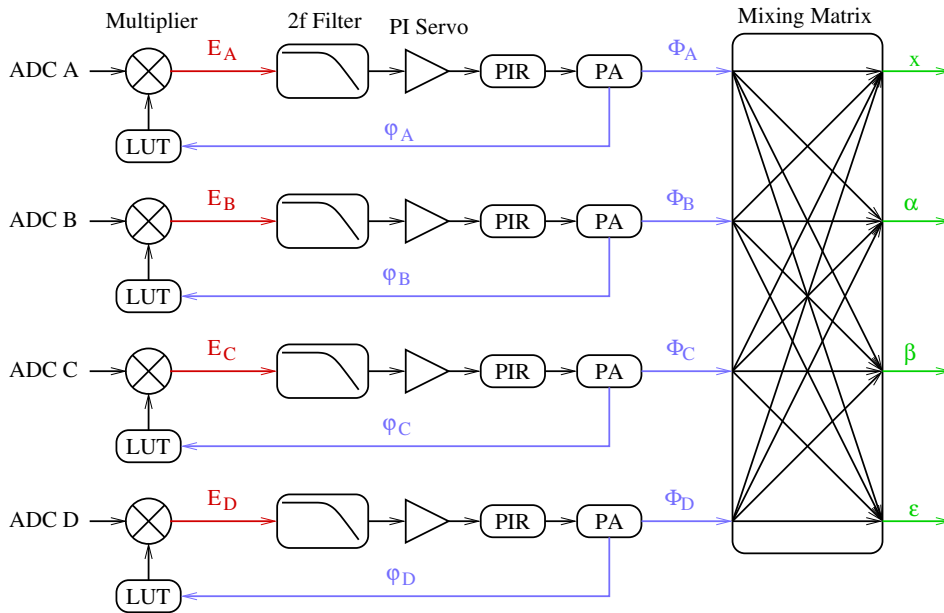 Multiplier 2f Filter PI Servo Mixing Matrix
ADC A E_A PIR PA Φ_A x
LUT φ_A
ADC B E_B PIR PA Φ_B α
LUT φ_B
ADC C E_C PIR PA Φ_C β
LUT φ_C
ADC D E_D PIR PA Φ_D ε
LUT φ_D